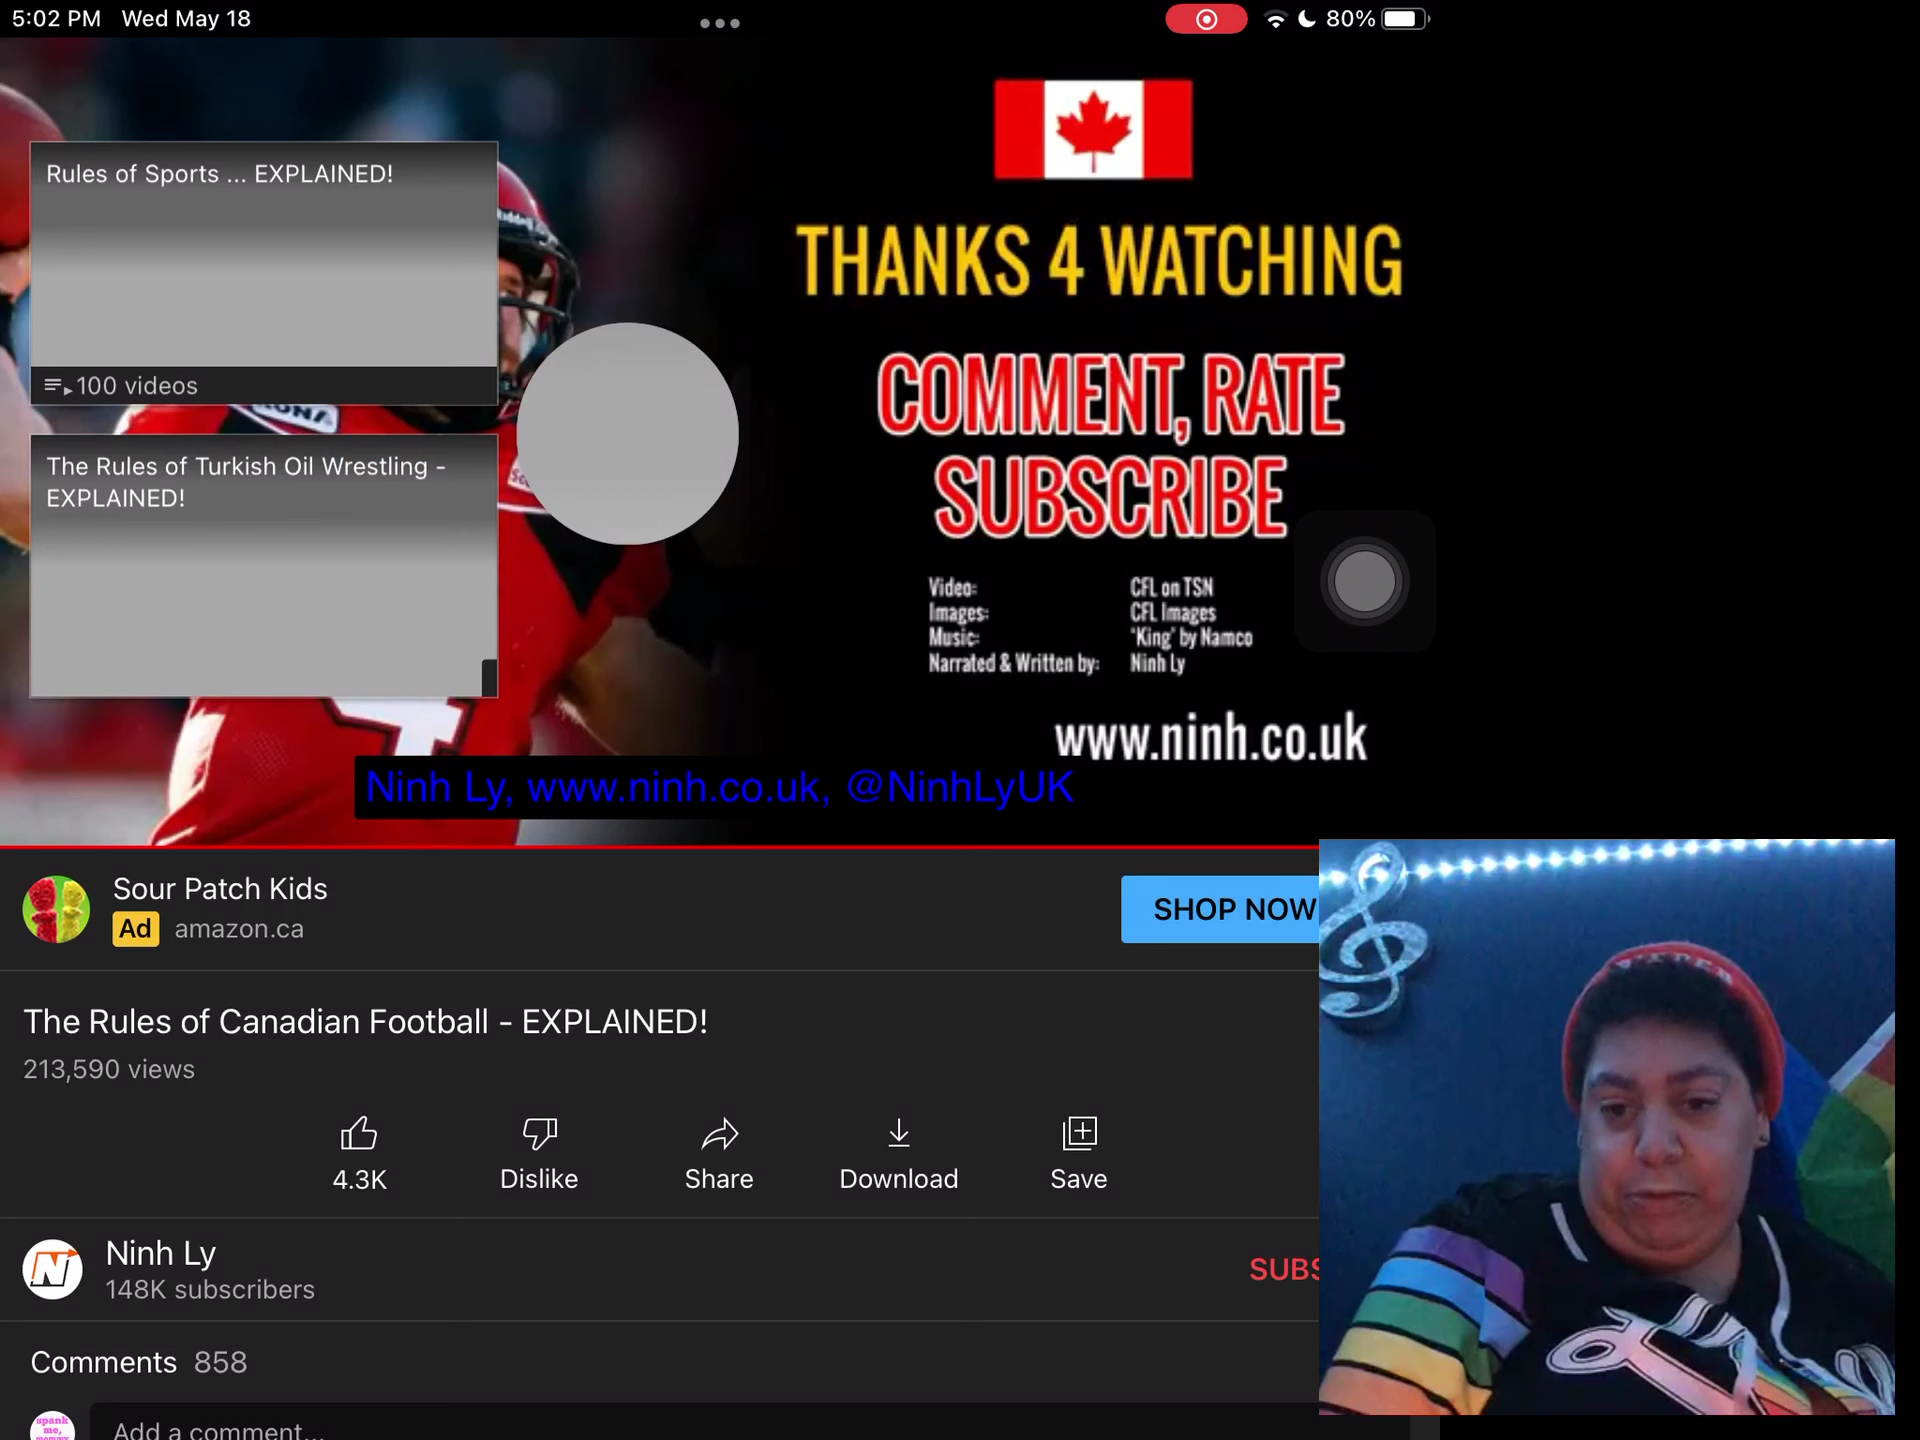 5:02 PM Wed May 18
80%
Rules of Sports ... EXPLAINED!
100 videos
The Rules of Turkish Oil Wrestling -
EXPLAINED!
THANKS 4 WATCHING
COMMENT, RATE
SUBSCRIBE
Video: CFL on TSN
Images: CFL Images
Music: 'King' by Namco
Narrated & Written by: Ninh Ly
www.ninh.co.uk
Ninh Ly, www.ninh.co.uk, @NinhLyUK
Sour Patch Kids
Ad amazon.ca
SHOP NOW
The Rules of Canadian Football - EXPLAINED!
213,590 views
4.3K
Dislike
Share
Download
Save
Ninh Ly
148K subscribers
SUBS
Comments 858
spank
me,
Add a comment...